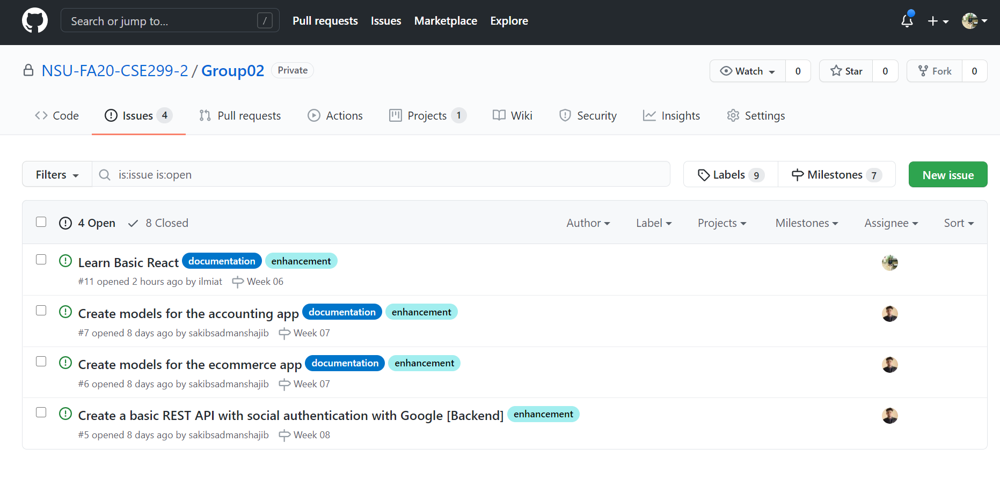 Search or jump to... /
Pull requests Issues Marketplace Explore
NSU-FA20-CSE299-2 / Group02 Private
Watch 0 Star 0 Fork 0
Code Issues 4 Pull requests Actions Projects 1 Wiki Security Insights Settings
Filters is:issue is:open Labels 9 Milestones 7 New issue
4 Open 8 Closed Author Label Projects Milestones Assignee Sort
Learn Basic React documentation enhancement
#11 opened 2 hours ago by ilmiat Week 06
Create models for the accounting app documentation enhancement
#7 opened 8 days ago by sakibsadmanshajib Week 07
Create models for the ecommerce app documentation enhancement
#6 opened 8 days ago by sakibsadmanshajib Week 07
Create a basic REST API with social authentication with Google [Backend] enhancement
#5 opened 8 days ago by sakibsadmanshajib Week 08